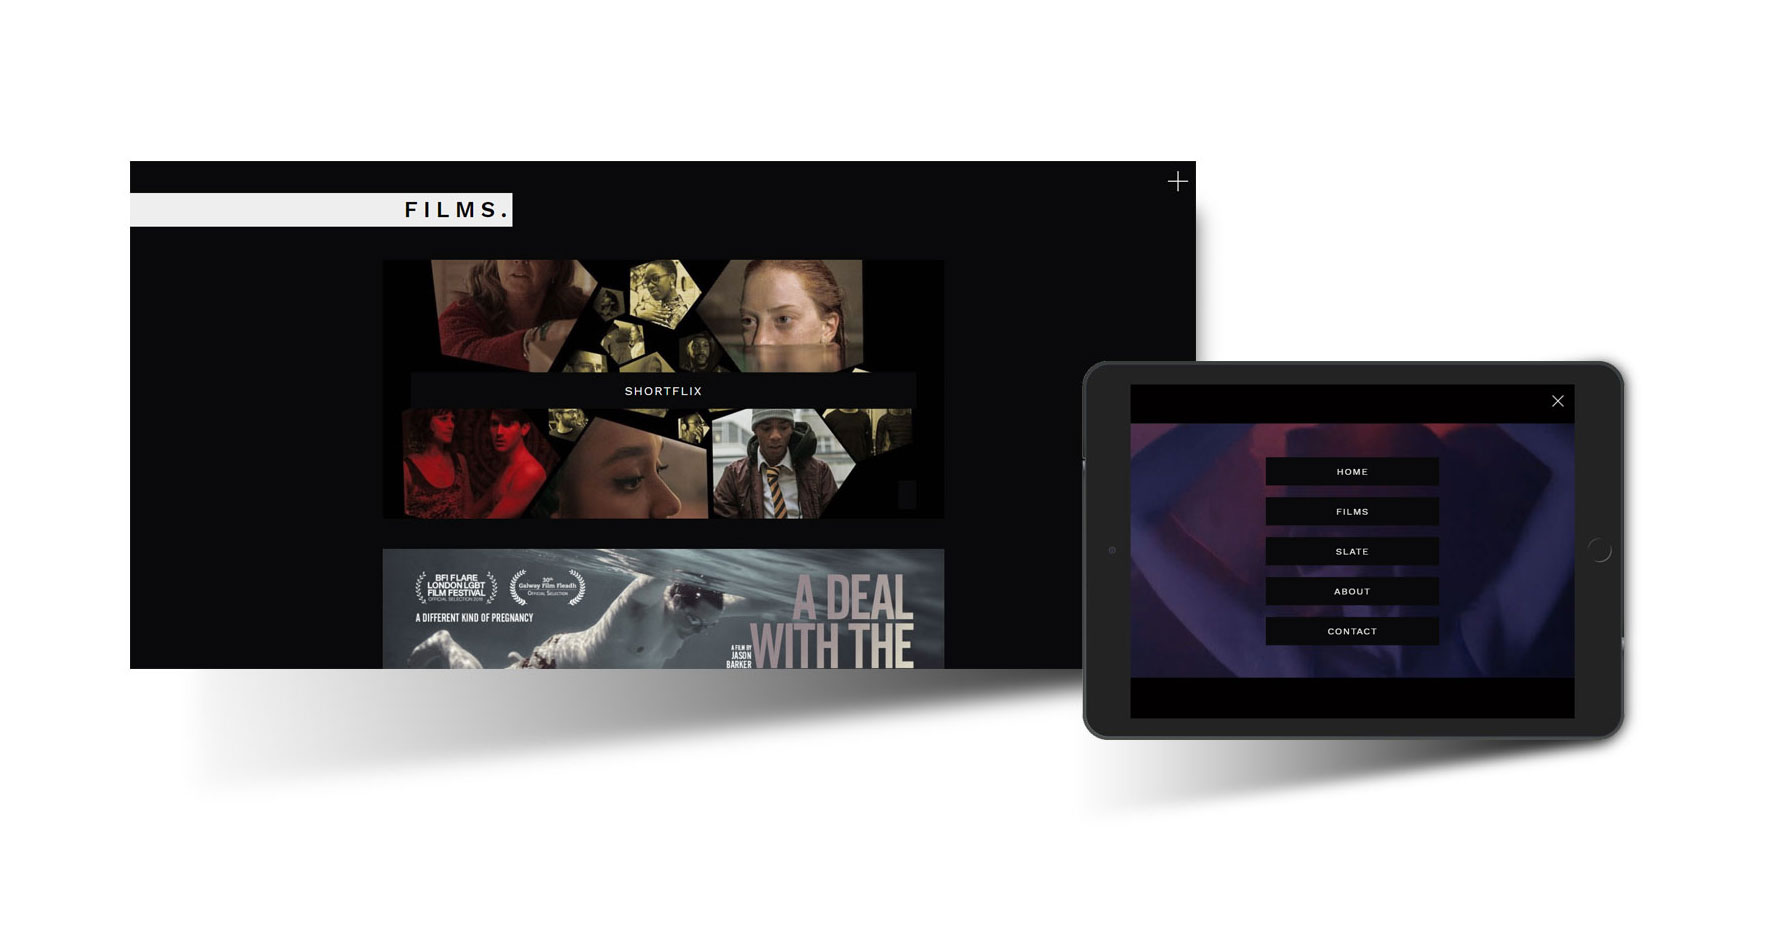 FILMS.
SHORTFLIX
BFI FLARE
LONDON LGBT
FILM FESTIVAL
OFFICIAL SELECTION 2018
30th
Galway Film Fleadh
Official Selection
A DIFFERENT KIND OF PREGNANCY
A FILM BY
JASON
BARKER
A DEAL
WITH THE
HOME
FILMS
SLATE
ABOUT
CONTACT